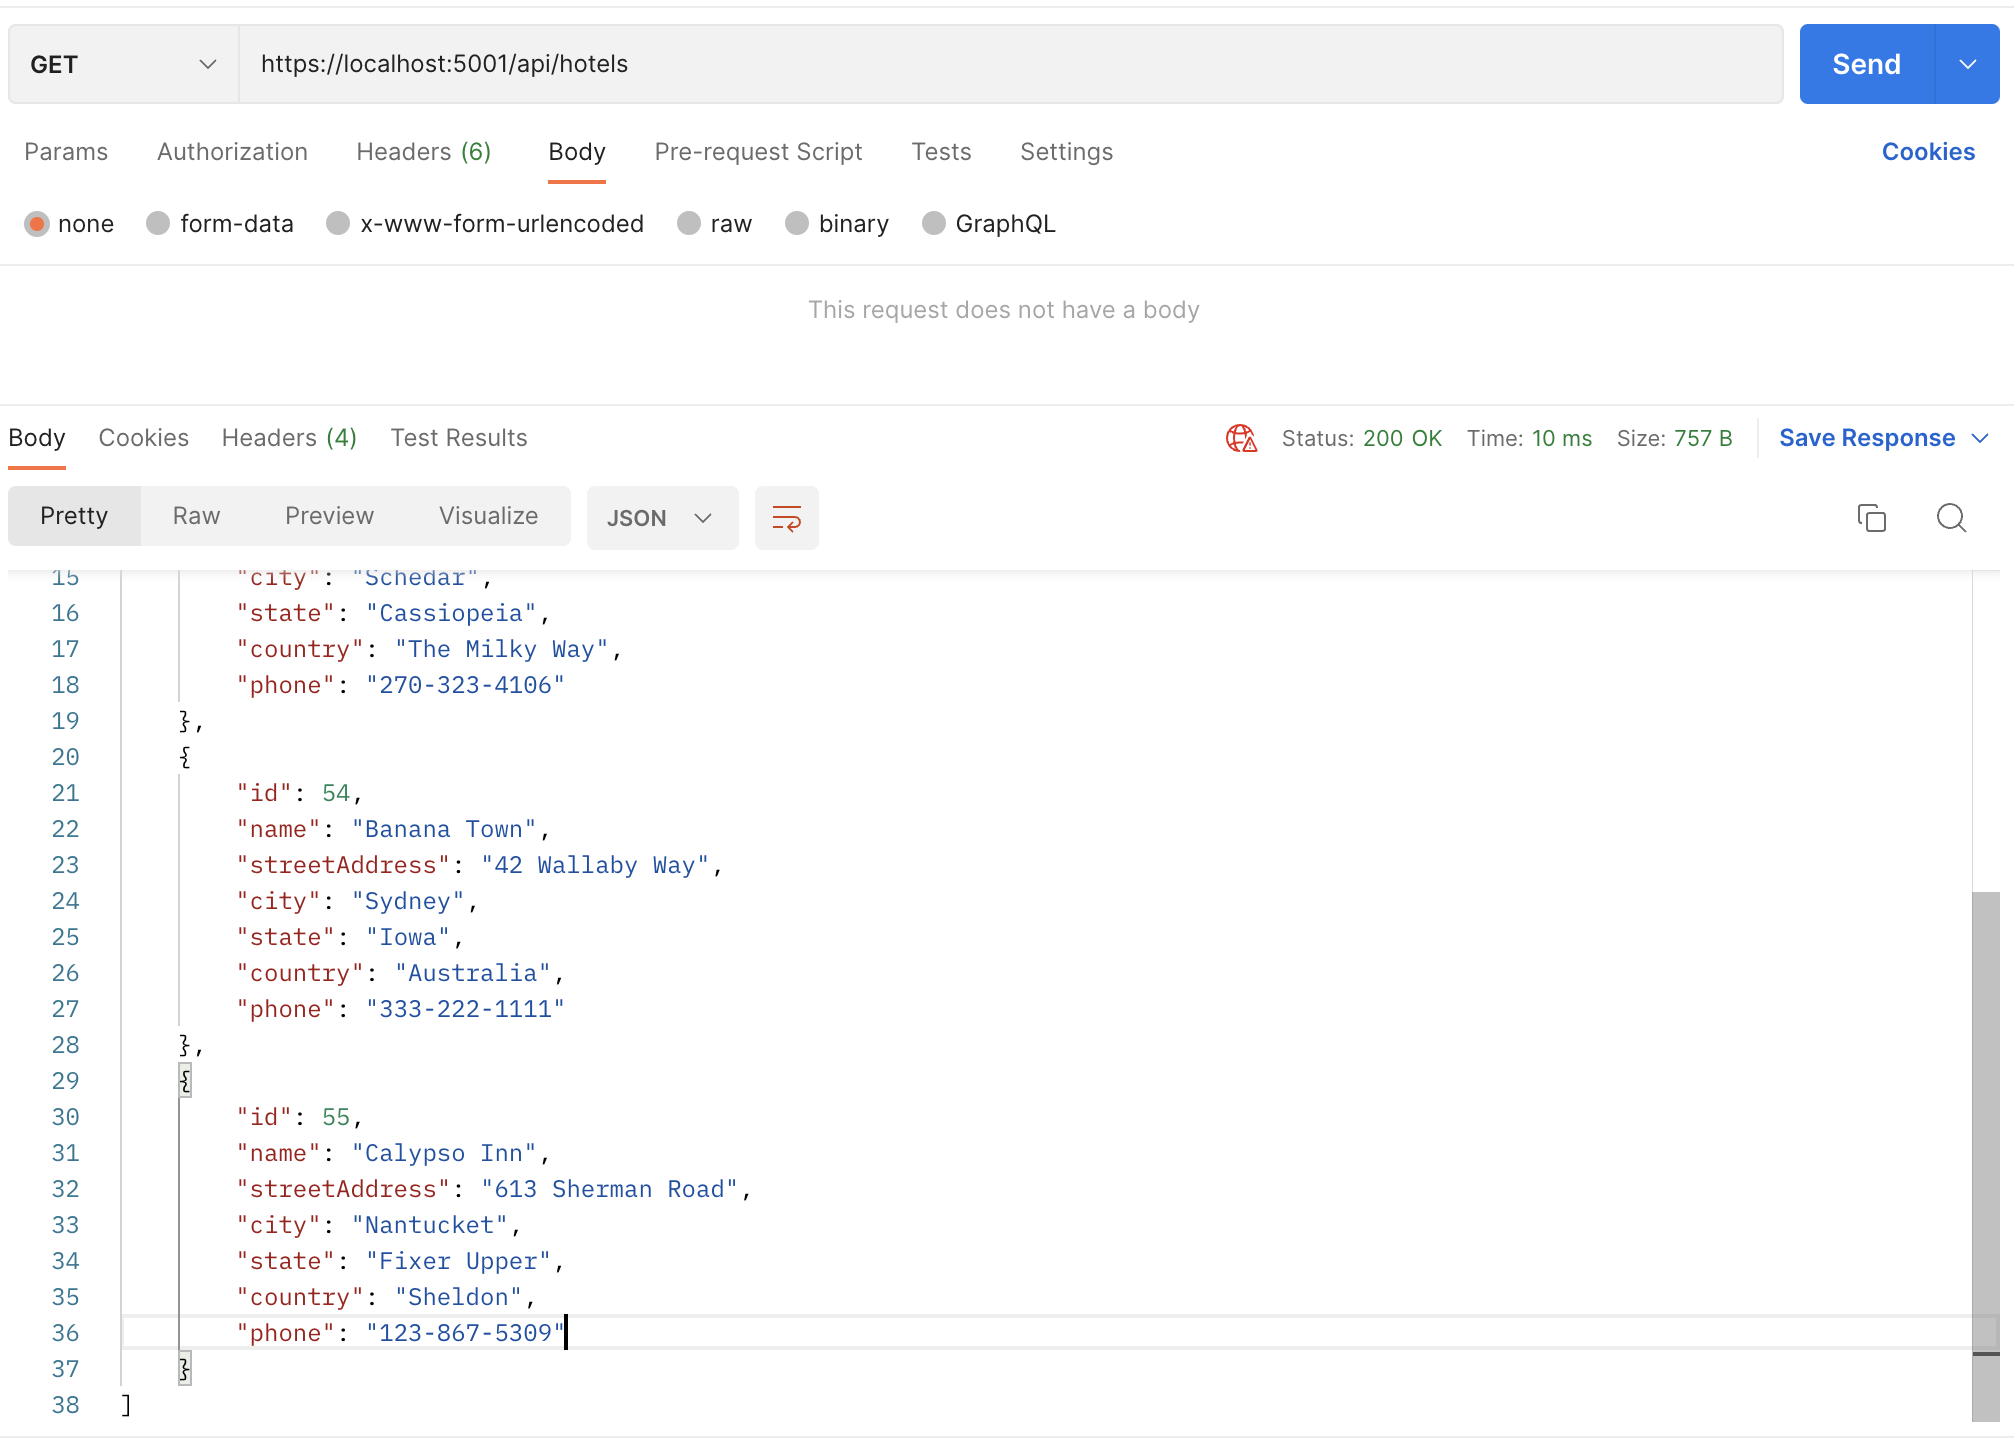 GET https://localhost:5001/api/hotels Send
Params Authorization Headers (6) Body Pre-request Script Tests Settings Cookies
none form-data x-www-form-urlencoded raw binary GraphQL
This request does not have a body
Body Cookies Headers (4) Test Results Status: 200 OK Time: 10 ms Size: 757 B Save Response
Pretty Raw Preview Visualize JSON
15 "city": "Schedar",
16 "state": "Cassiopeia",
17 "country": "The Milky Way",
18 "phone": "270-323-4106"
19 },
20 {
21 "id": 54,
22 "name": "Banana Town",
23 "streetAddress": "42 Wallaby Way",
24 "city": "Sydney",
25 "state": "Iowa",
26 "country": "Australia",
27 "phone": "333-222-1111"
28 },
29 {
30 "id": 55,
31 "name": "Calypso Inn",
32 "streetAddress": "613 Sherman Road",
33 "city": "Nantucket",
34 "state": "Fixer Upper",
35 "country": "Sheldon",
36 "phone": "123-867-5309"
37 }
38 ]